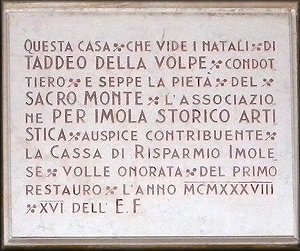 QUESTA CASA CHE VIDE I NATALI DI
TADDEO DELLA VOLPE CONDOT
TIERO E SEPPE LA PIETÀ DEL
SACRO MONTE L'ASSOCIAZIO
NE PER IMOLA STORICO ARTI
STICA AUSPICE CONTRIBUENTE
LA CASSA DI RISPARMIO IMOLE
SE VOLLE ONORATA DEL PRIMO
RESTAURO L'ANNO MCMXXXVIII
XVI DELL' E.F.